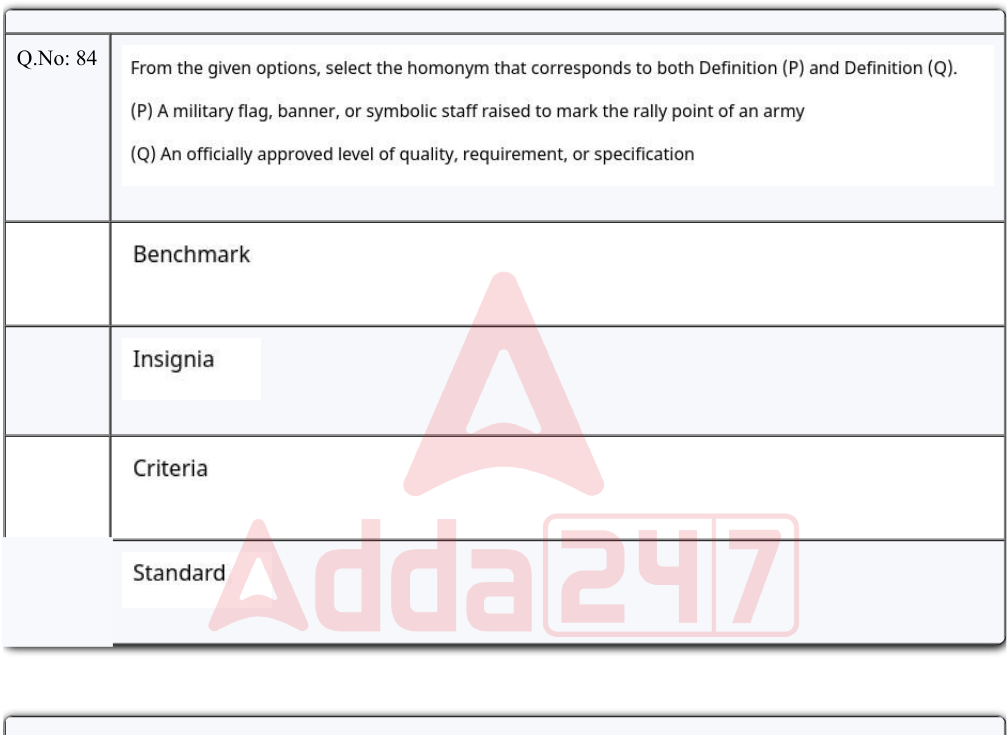 Q.No: 84
From the given options, select the homonym that corresponds to both Definition (P) and Definition (Q).
(P) A military flag, banner, or symbolic staff raised to mark the rally point of an army
(Q) An officially approved level of quality, requirement, or specification
Benchmark
Insignia
Criteria
Standard
Adda247